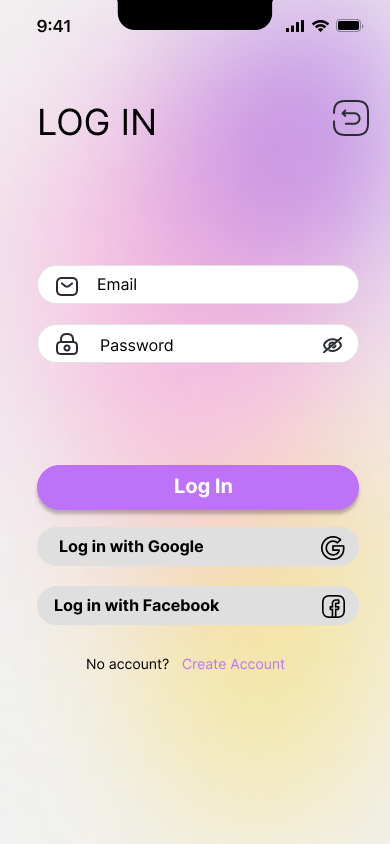 9:41
LOG IN
Email
Password
Log In
Log in with Google
Log in with Facebook
No account? Create Account